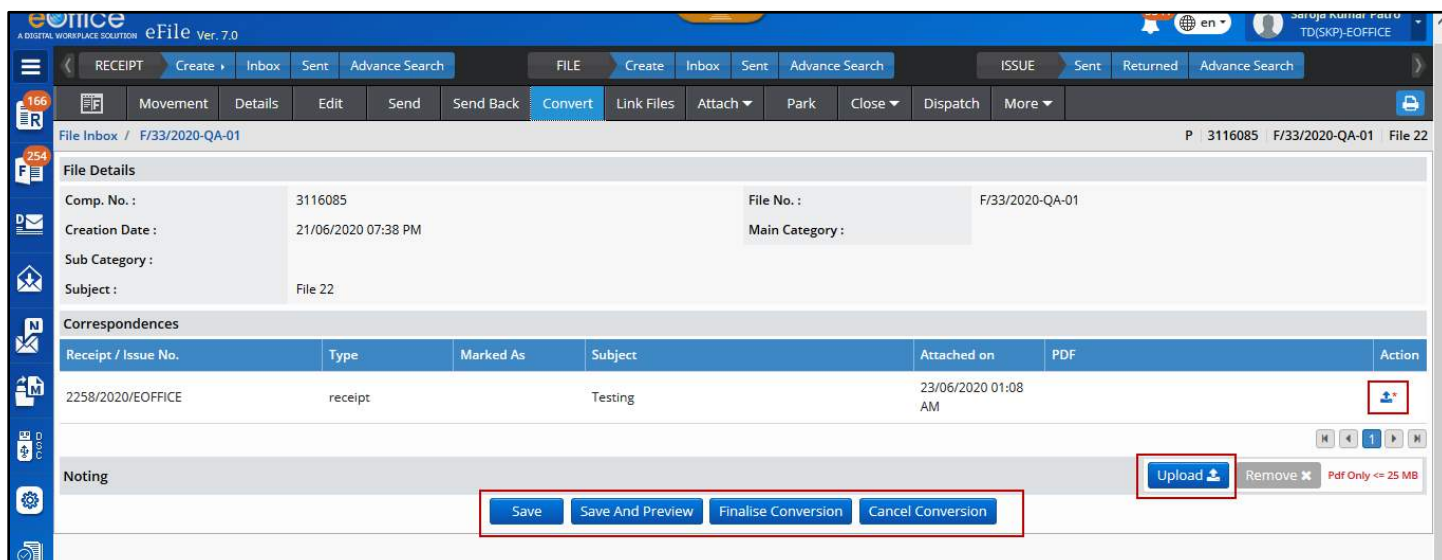 eOffice
A DIGITAL WORKPLACE SOLUTION eFile Ver. 7.0
en
Saroja Kumar Patro
TD(SKP)-EOFFICE
RECEIPT Create Inbox Sent Advance Search FILE Create Inbox Sent Advance Search ISSUE Sent Returned Advance Search
166
R
F Movement Details Edit Send Send Back Convert Link Files Attach Park Close Dispatch More
File Inbox / F/33/2020-QA-01 P 3116085 F/33/2020-QA-01 File 22
254
F
File Details
Comp. No. : 3116085 File No. : F/33/2020-QA-01
D
Creation Date : 21/06/2020 07:38 PM Main Category :
Sub Category :
Subject : File 22
N
Correspondences
Receipt / Issue No. Type Marked As Subject Attached on PDF Action
M
2258/2020/EOFFICE receipt Testing 23/06/2020 01:08 AM *
DSC
1
Noting Upload Remove x Pdf Only <= 25 MB
Save Save And Preview Finalise Conversion Cancel Conversion